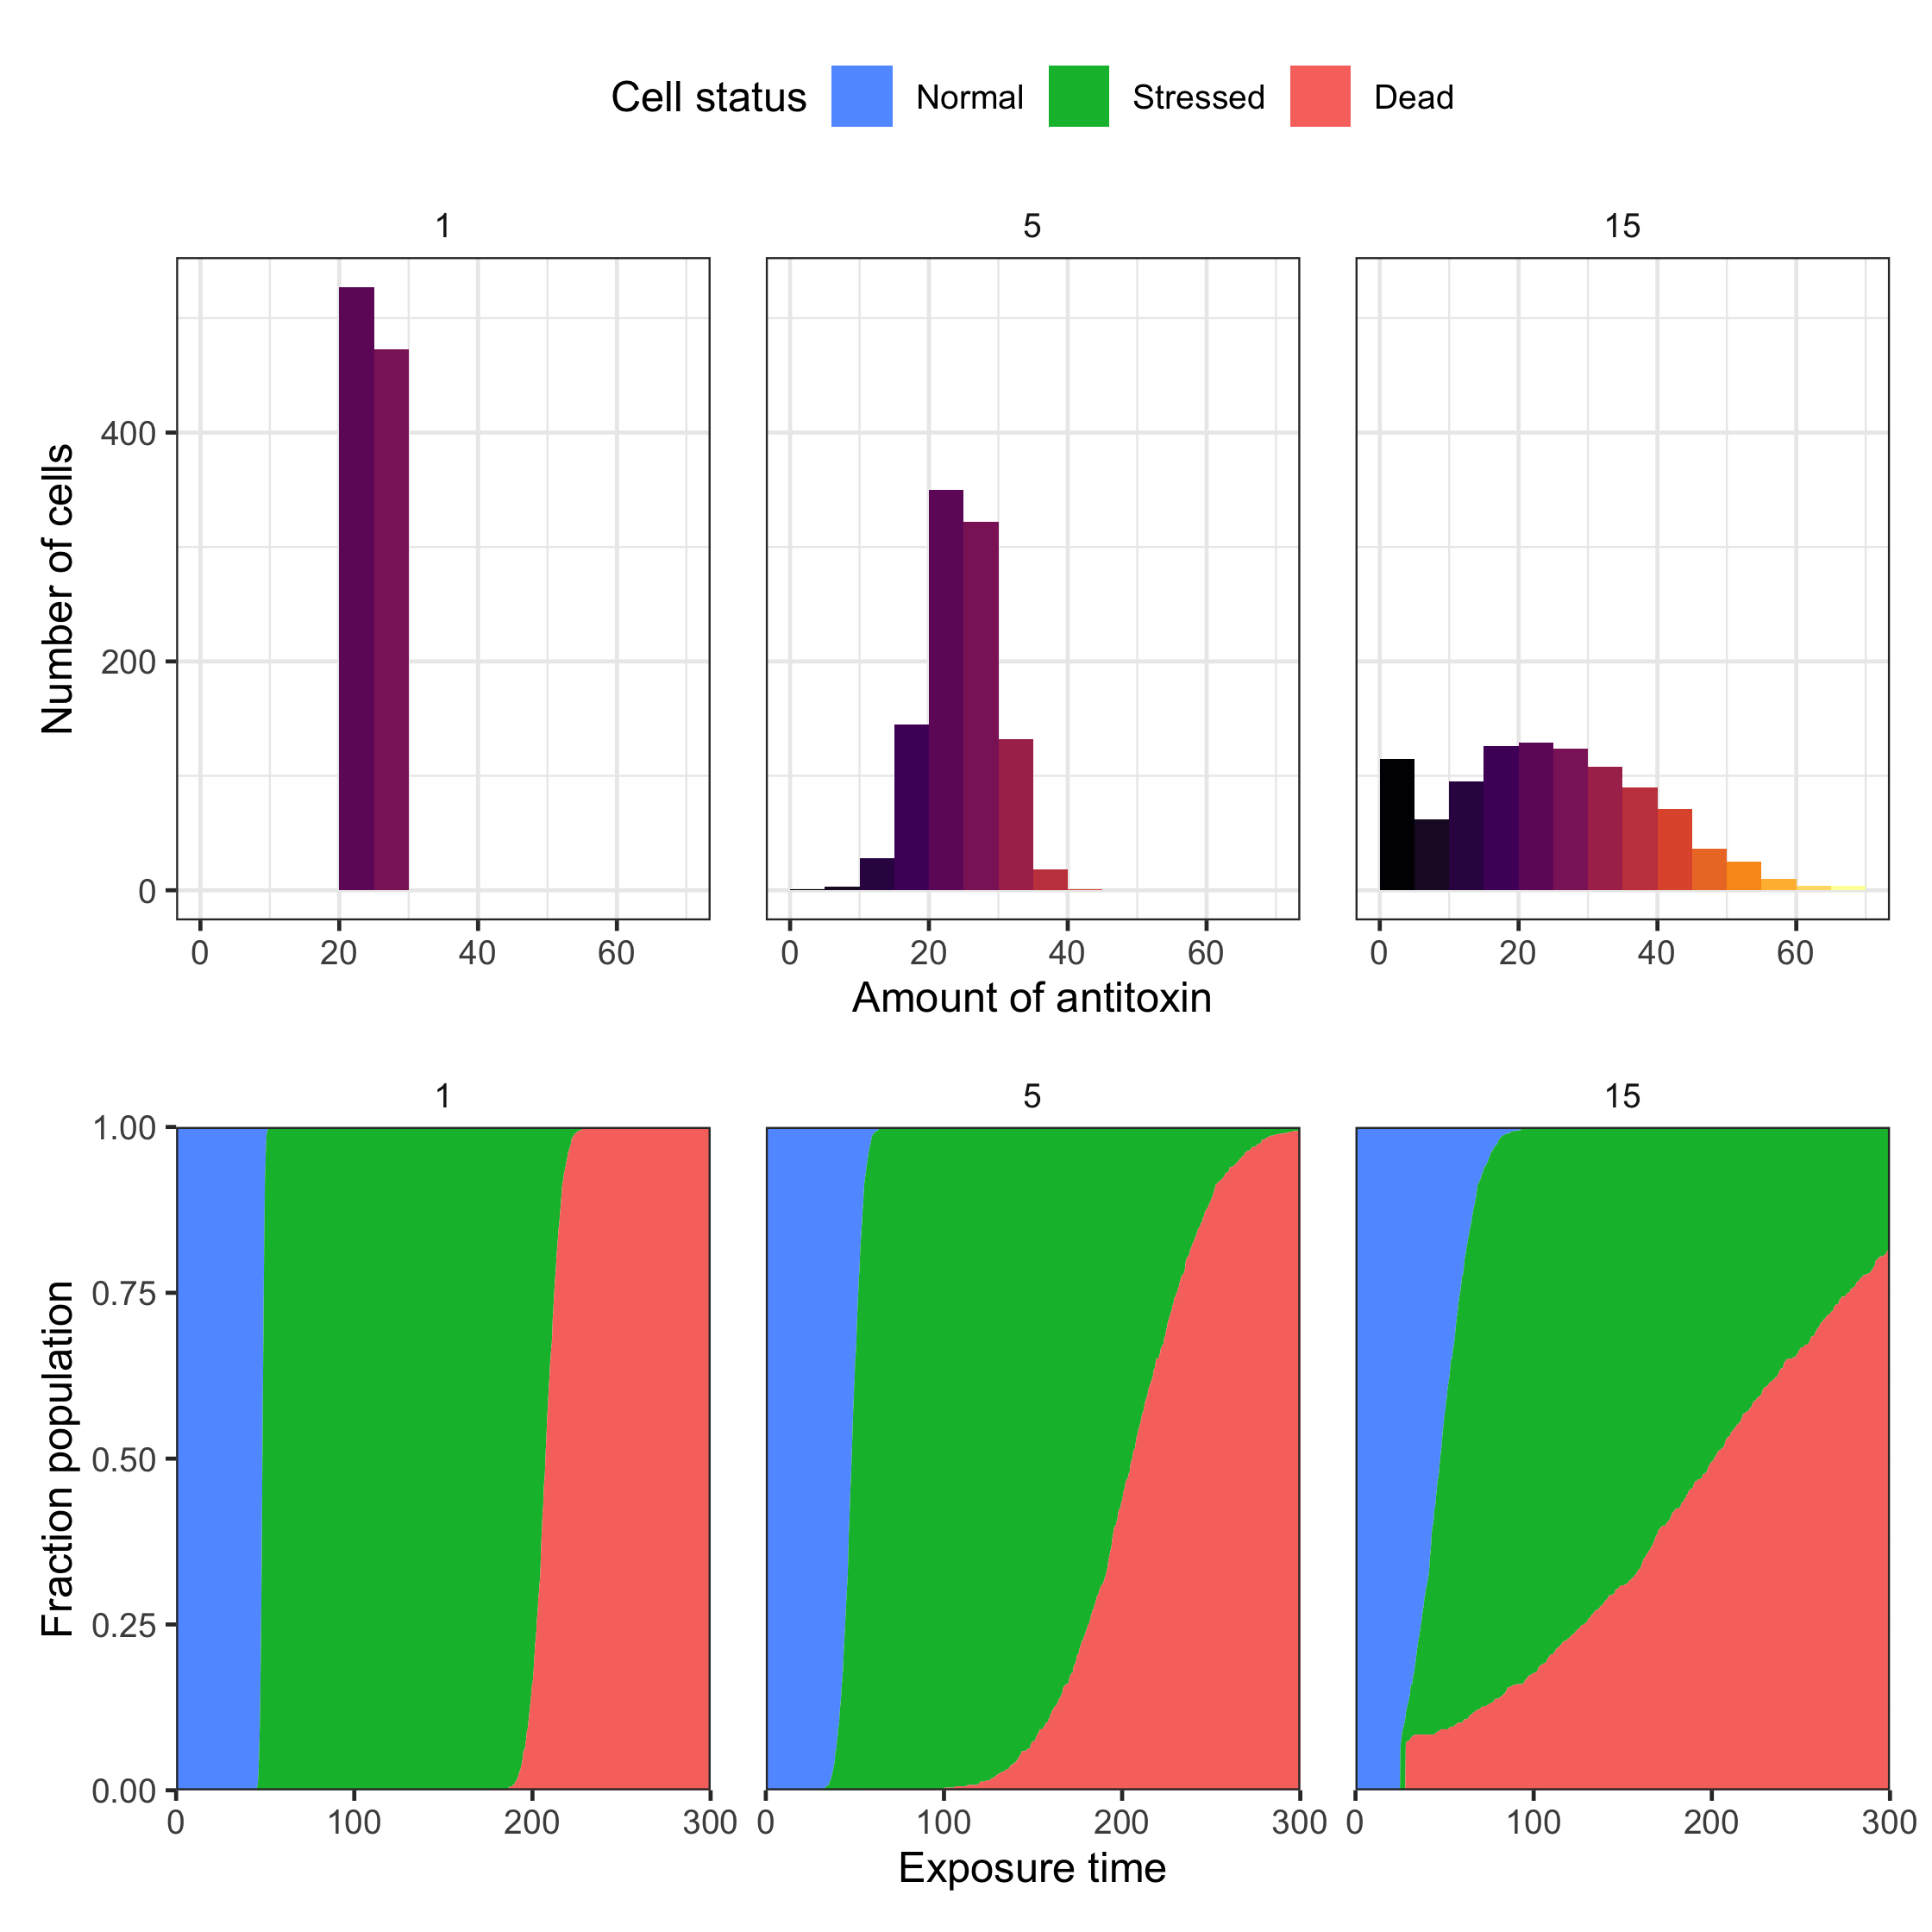 Cell status Normal Stressed Dead
1 5 15
Number of cells
400
200
0
0 20 40 60 0 20 40 60 0 20 40 60
Amount of antitoxin
1 5 15
Fraction population
1.00
0.75
0.50
0.25
0.00
0 100 200 300 0 100 200 300 0 100 200 300
Exposure time